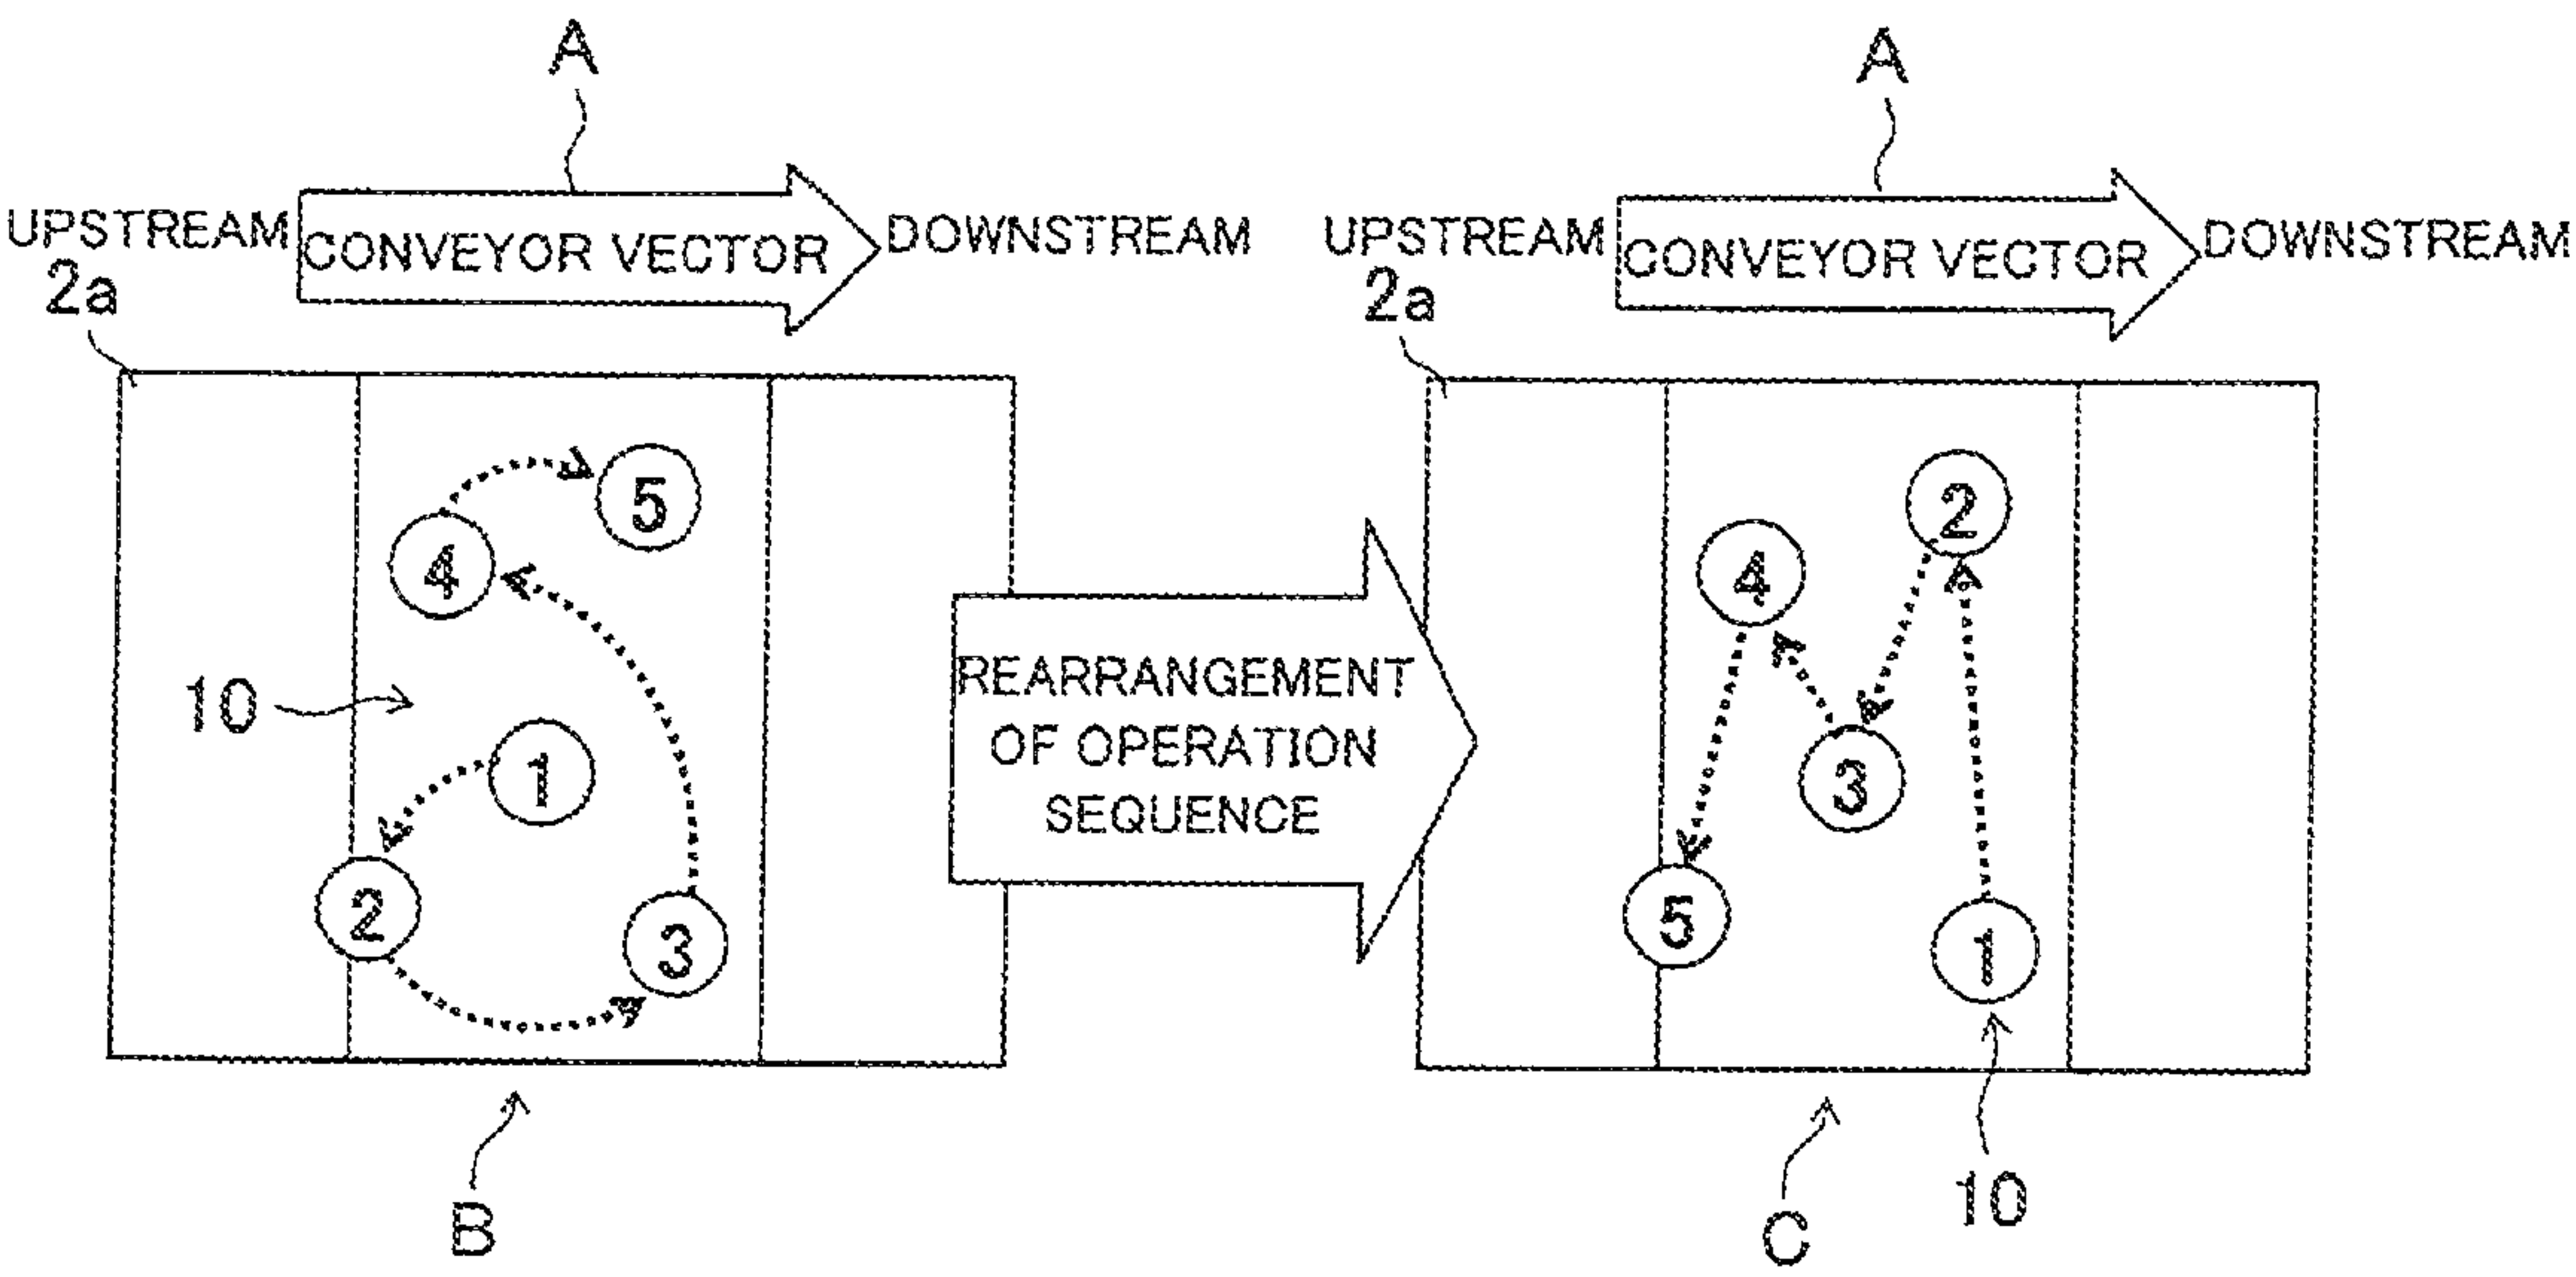 A
A
UPSTREAM CONVEYOR VECTOR DOWNSTREAM
UPSTREAM CONVEYOR VECTOR DOWNSTREAM
2a
2a
5
4
10
1
2
3
REARRANGEMENT
OF OPERATION
SEQUENCE
2
4
3
5
1
B
C
10